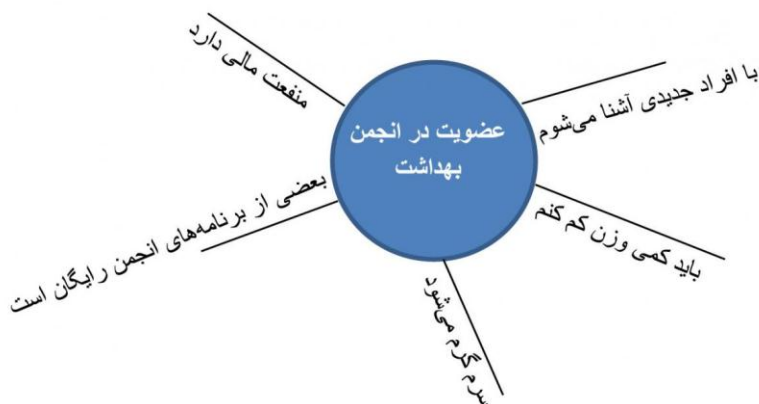 عضویت در انجمن
بهداشت
با افراد جدیدی آشنا می‌شوم
باید کمی وزن کم کنم
سرم گرم می‌شود
بعضی از برنامه‌های انجمن رایگان است
منفعت مالی دارد